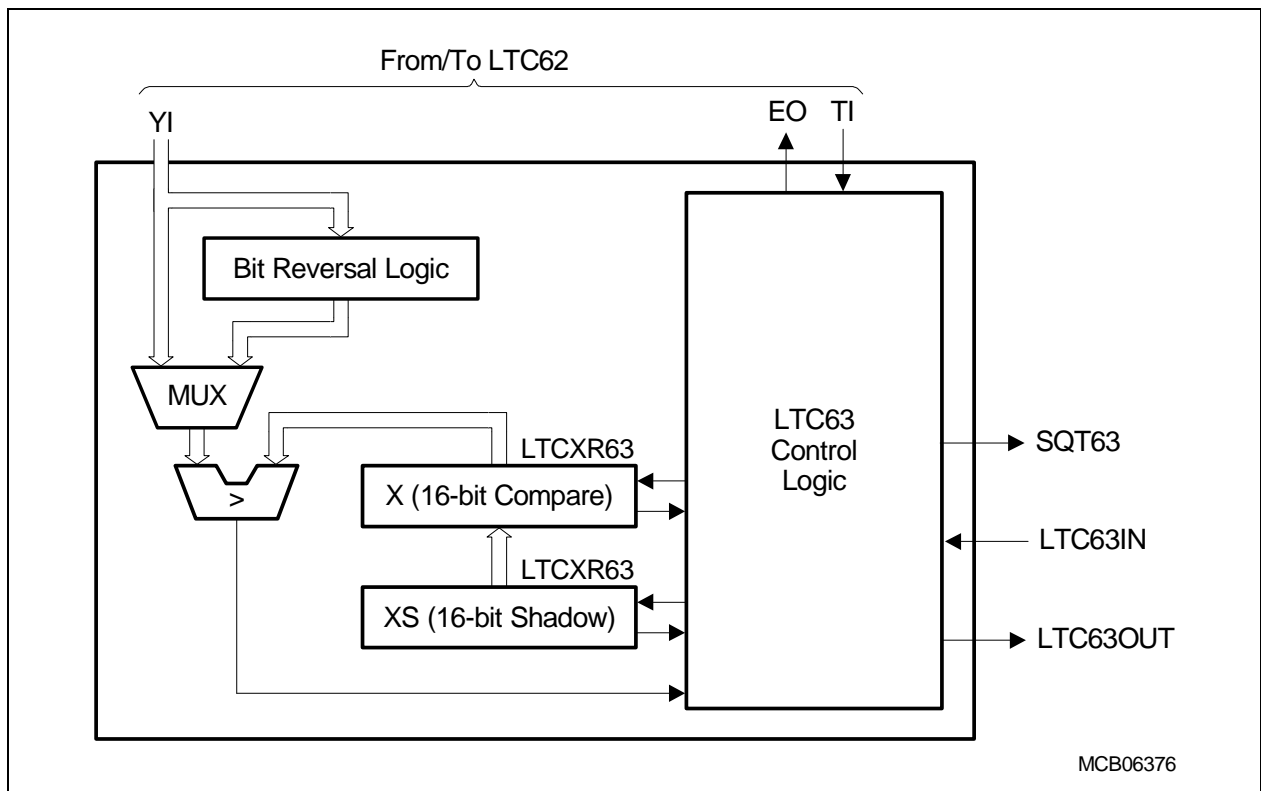 From/To LTC62
YI
EO
TI
Bit Reversal Logic
MUX
>
LTCXR63
X (16-bit Compare)
LTCXR63
XS (16-bit Shadow)
LTC63
Control
Logic
SQT63
LTC63IN
LTC63OUT
MCB06376